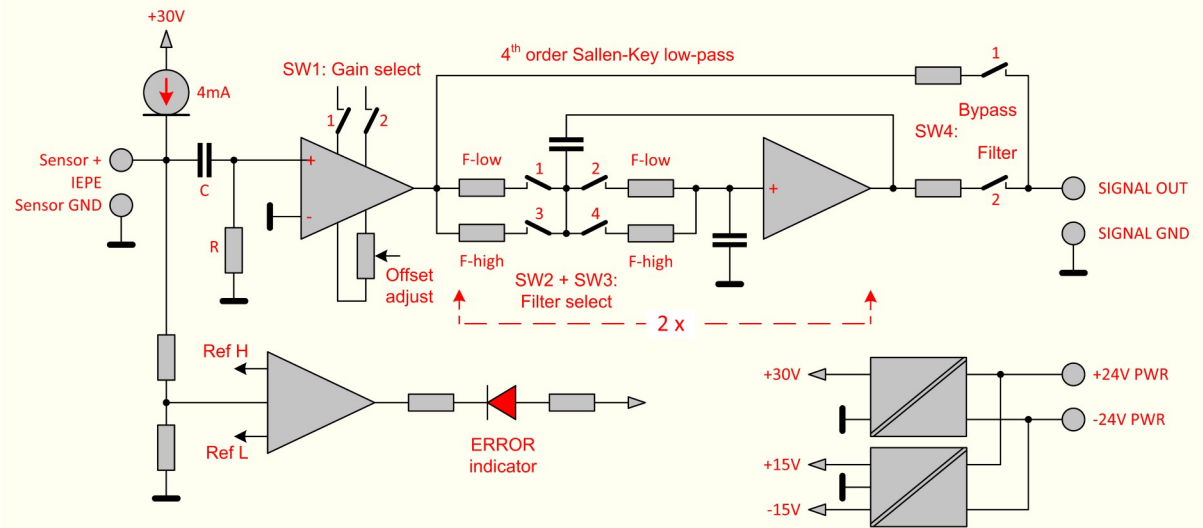 +30V
4mA
Sensor +
IEPE
Sensor GND
C
R
SW1: Gain select
1
2
+
-
Offset
adjust
4th order Sallen-Key low-pass
F-low
1
2
F-low
3
4
F-high
F-high
SW2 + SW3:
Filter select
+
2 x
1
Bypass
SW4:
Filter
2
SIGNAL OUT
SIGNAL GND
Ref H
Ref L
ERROR
indicator
+30V
+24V PWR
-24V PWR
+15V
-15V